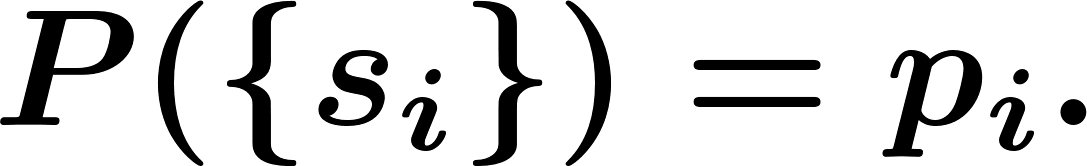 P({s_i}) = p_i.